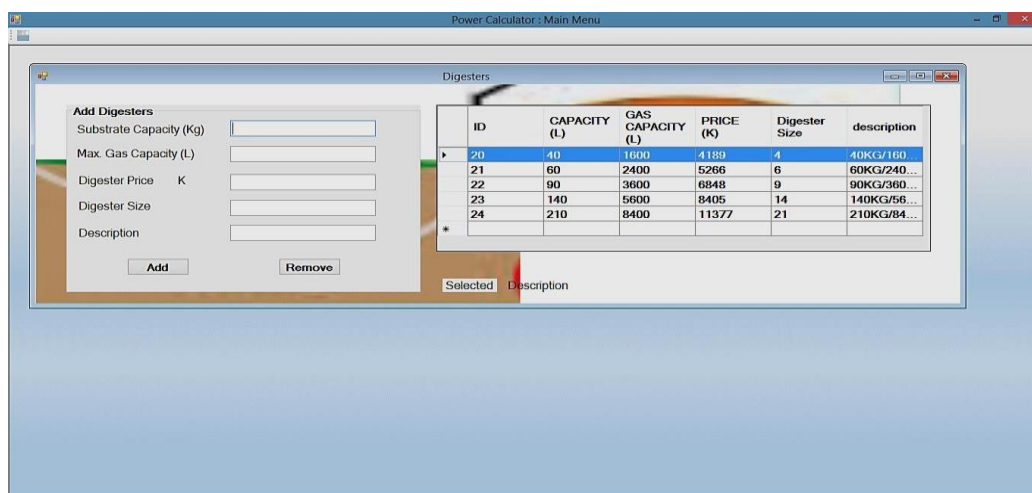 Power Calculator : Main Menu
Digesters
Add Digesters
Substrate Capacity (Kg)
Max. Gas Capacity (L)
Digester Price K
Digester Size
Description
Add Remove
ID CAPACITY (L) GAS CAPACITY (L) PRICE (K) Digester Size description
20 40 1600 4189 4 40KG/160...
21 60 2400 5266 6 60KG/240...
22 90 3600 6848 9 90KG/360...
23 140 5600 8405 14 140KG/56...
24 210 8400 11377 21 210KG/84...
Selected Description